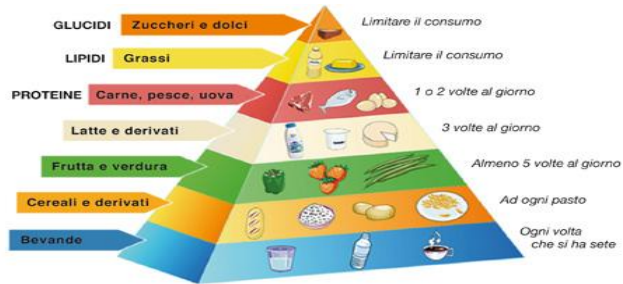 GLUCIDI Zuccheri e dolci Limitare il consumo
LIPIDI Grassi Limitare il consumo
PROTEINE Carne, pesce, uova 1 o 2 volte al giorno
Latte e derivati 3 volte al giorno
Frutta e verdura Almeno 5 volte al giorno
Cereali e derivati Ad ogni pasto
Bevande Ogni volta
che si ha sete